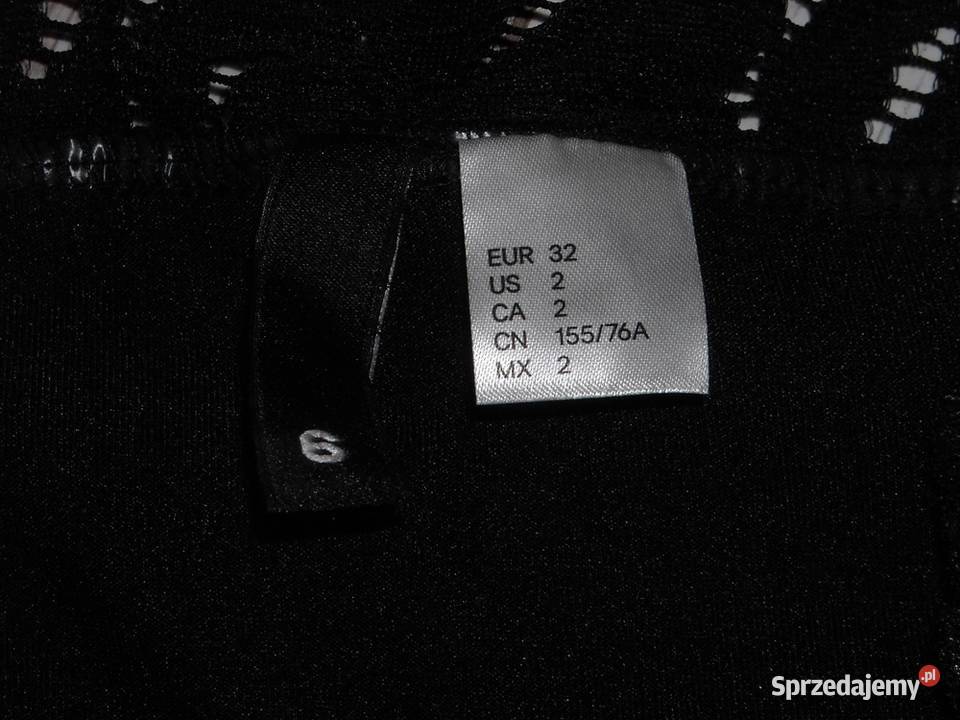 EUR 32
US 2
CA 2
CN 155/76A
MX 2
6
Sprzedajemy.pl